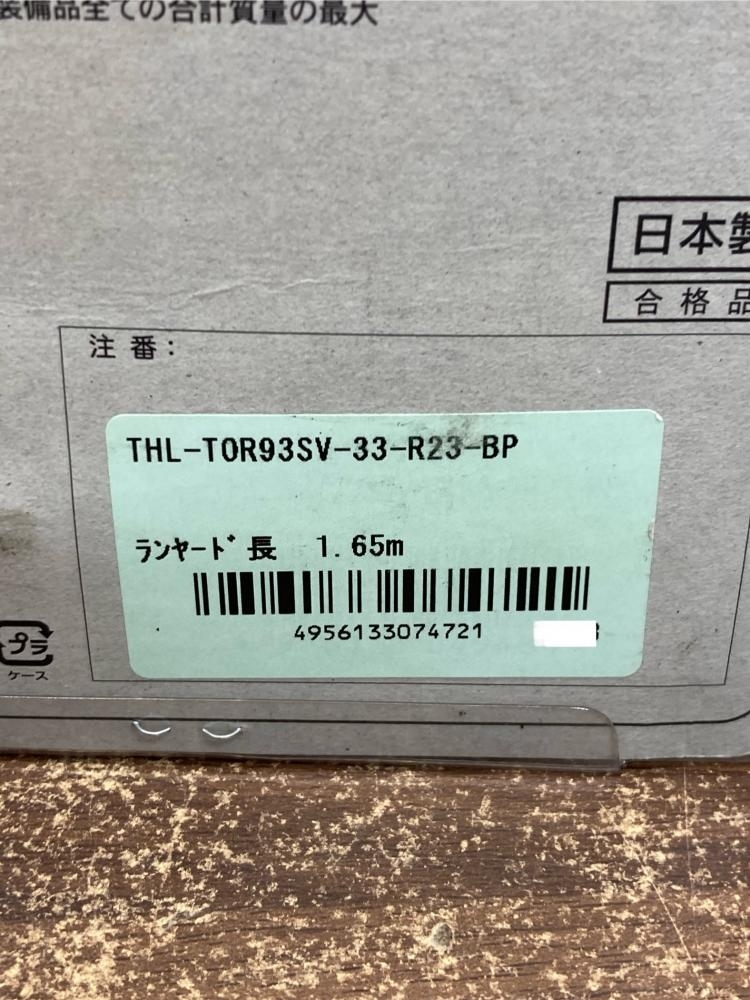 装備品全ての合計質量の最大
日本製
合格品
注番：
THL-TOR93SV-33-R23-BP
ﾗﾝﾔｰﾄﾞ長 1.65m
4956133074721
プラ
ケース